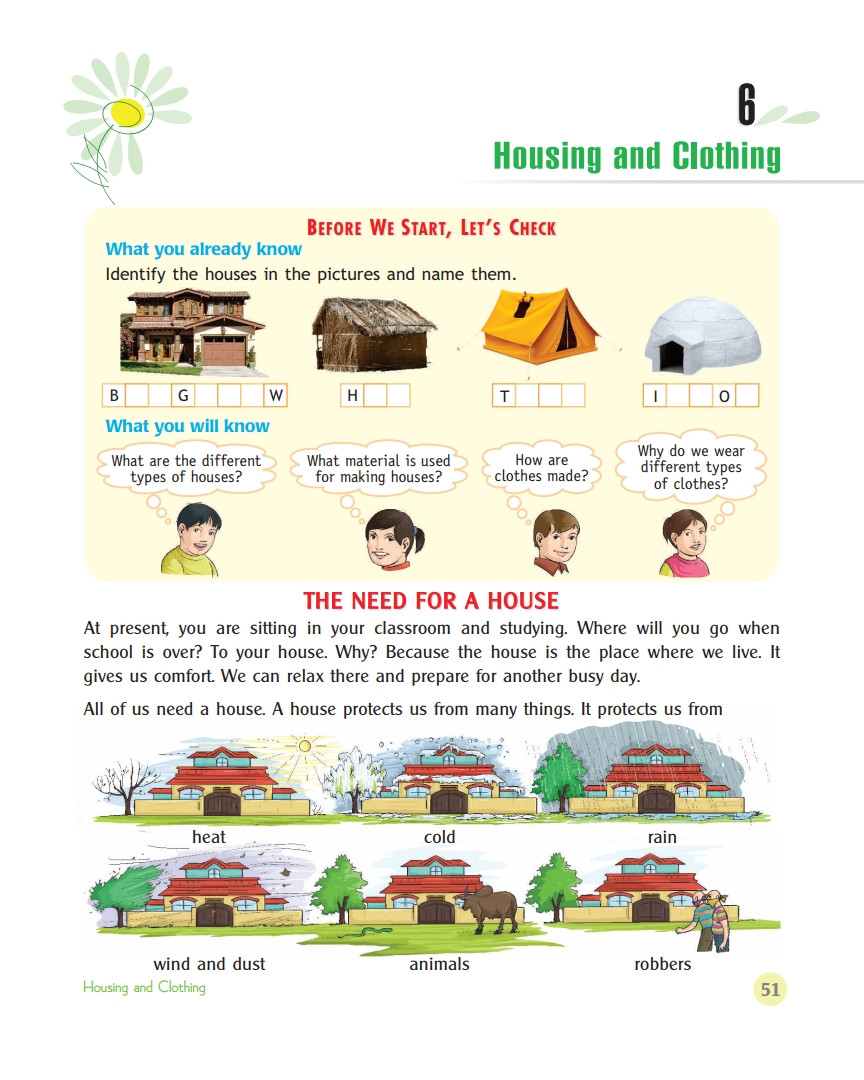 6
Housing and Clothing
BEFORE WE START, LET'S CHECK
What you already know
Identify the houses in the pictures and name them.
B G W H T I O
What you will know
What are the different
types of houses?
What material is used
for making houses?
How are
clothes made?
Why do we wear
different types
of clothes?
THE NEED FOR A HOUSE
At present, you are sitting in your classroom and studying. Where will you go when
school is over? To your house. Why? Because the house is the place where we live. It
gives us comfort. We can relax there and prepare for another busy day.
All of us need a house. A house protects us from many things. It protects us from
heat cold rain
wind and dust animals robbers
Housing and Clothing 51